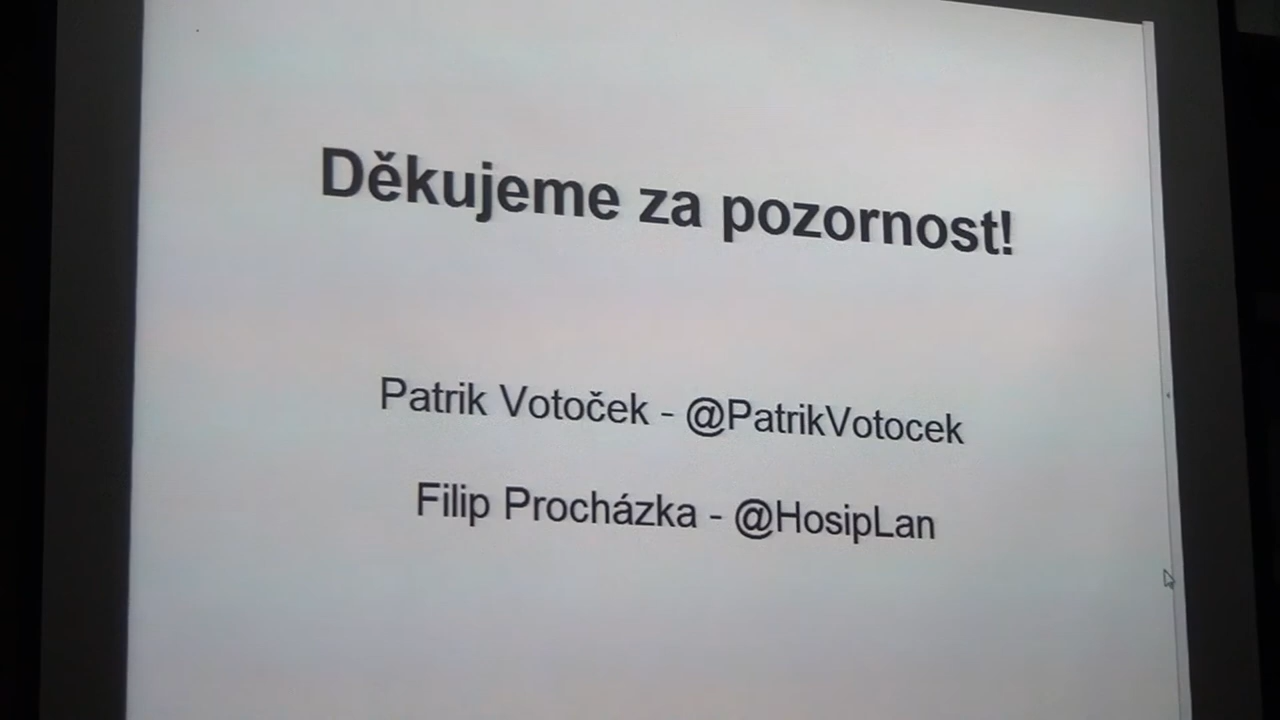 Děkujeme za pozornost!
Patrik Votoček - @PatrikVotocek
Filip Procházka - @HosipLan